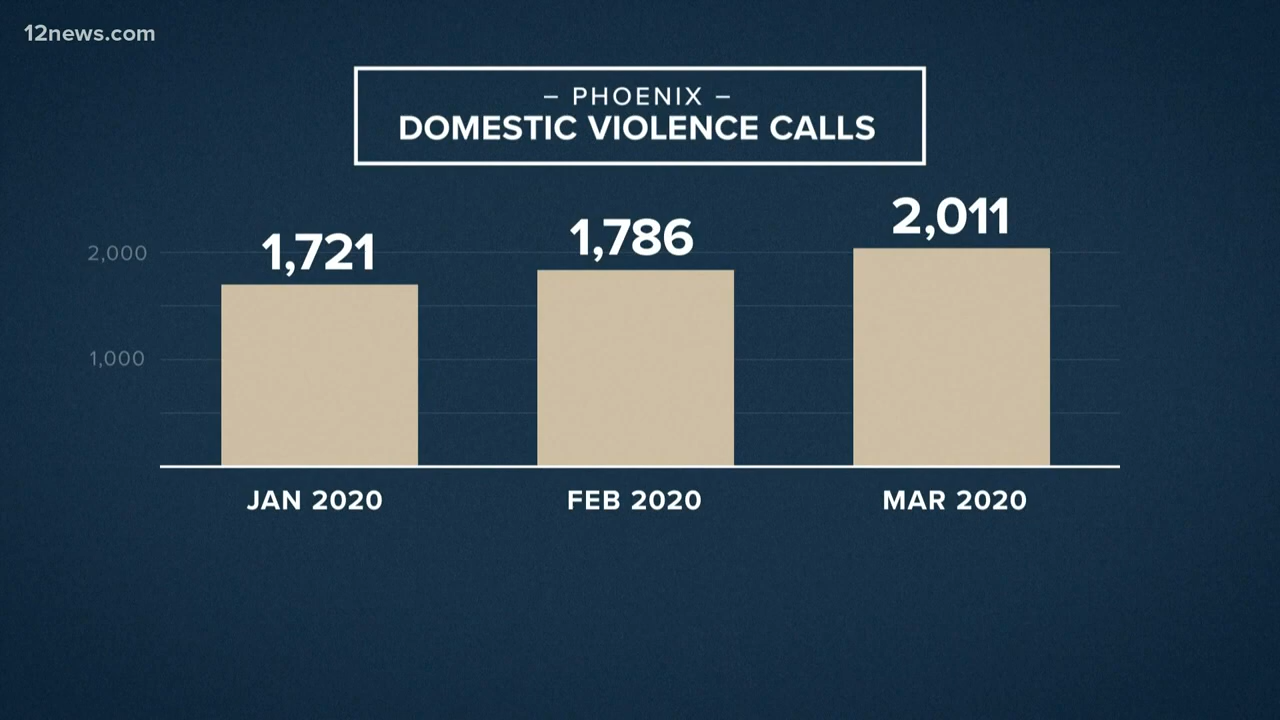 12news.com
– PHOENIX –
DOMESTIC VIOLENCE CALLS
2,000
1,000
1,721
1,786
2,011
JAN 2020
FEB 2020
MAR 2020